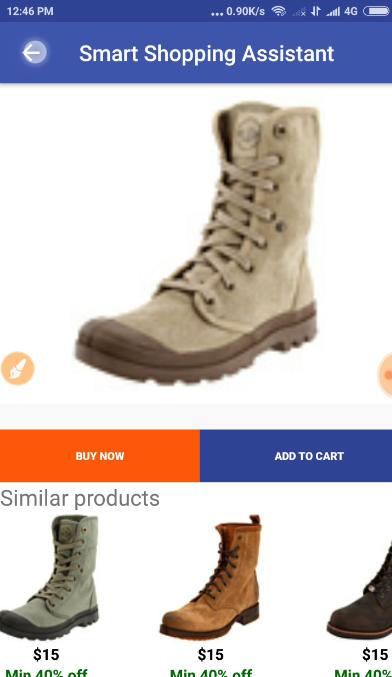 12:46 PM ... 0.90K/s 4G
Smart Shopping Assistant
BUY NOW
ADD TO CART
Similar products
$15 $15 $15
Min 40% off Min 40% off Min 40%